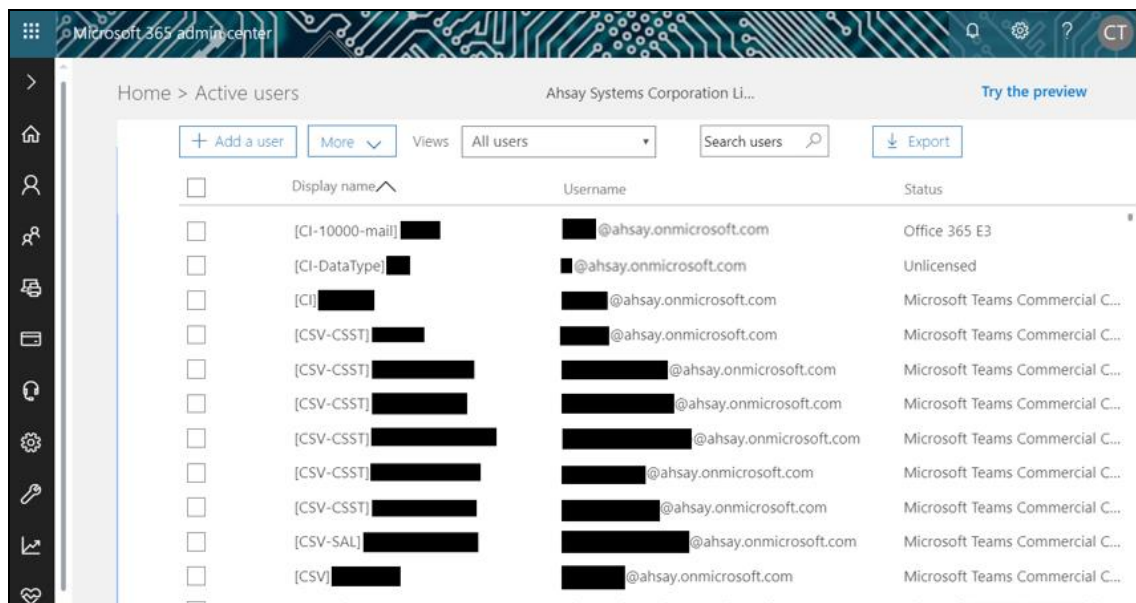 Microsoft 365 admin center
?
CT
Home > Active users
Ahsay Systems Corporation Li...
Try the preview
+ Add a user
More
Views
All users
Search users
Export
Display name
Username
Status
[CI-10000-mail] @ahsay.onmicrosoft.com Office 365 E3
[CI-DataType] @ahsay.onmicrosoft.com Unlicensed
[CI] @ahsay.onmicrosoft.com Microsoft Teams Commercial C...
[CSV-CSST] @ahsay.onmicrosoft.com Microsoft Teams Commercial C...
[CSV-CSST] @ahsay.onmicrosoft.com Microsoft Teams Commercial C...
[CSV-CSST] @ahsay.onmicrosoft.com Microsoft Teams Commercial C...
[CSV-CSST] @ahsay.onmicrosoft.com Microsoft Teams Commercial C...
[CSV-CSST] @ahsay.onmicrosoft.com Microsoft Teams Commercial C...
[CSV-CSST] @ahsay.onmicrosoft.com Microsoft Teams Commercial C...
[CSV-SAL] @ahsay.onmicrosoft.com Microsoft Teams Commercial C...
[CSV] @ahsay.onmicrosoft.com Microsoft Teams Commercial C...